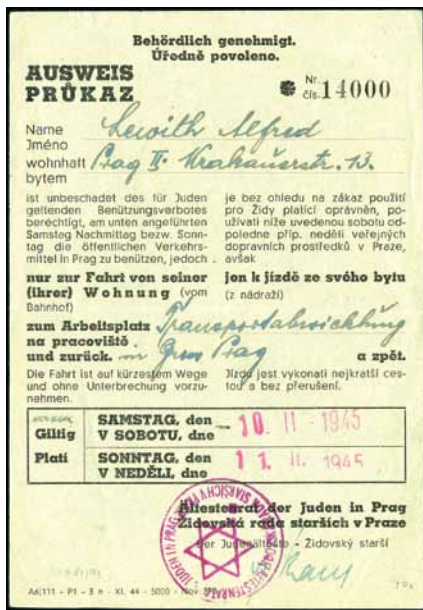 Behördlich genehmigt.
Úředně povoleno.
AUSWEIS
PRŮKAZ
Nr.
čís. 14000
Name Lewith Alfred
Jméno
wohnhaft Prag II. Krakauerstr. 13.
bytem
ist unbeschadet des für Juden
geltenden Benützungsverbotes
berechtigt, am unten angeführten
Samstag Nachmittag bezw. Sonn-
tag die öffentlichen Verkehrs-
mittel in Prag zu benützen, jedoch
nur zur Fahrt von seiner
(ihrer) Wohnung (vom
Bahnhof)
je bez ohledu na zákaz použití
pro Židy platící oprávněn, po-
užívati níže uvedenou sobotu od-
poledne příp. neděli veřejných
dopravních prostředků v Praze,
avšak
jen k jízdě ze svého bytu
(z nádraží)
zum Arbeitsplatz Transportabwicklung
na pracoviště
und zurück. Prag a zpět.
Die Fahrt ist auf kürzestem Wege
und ohne Unterbrechung vorzu-
nehmen.
Jízdu jest vykonati nejkratší ces-
tou a bez přerušení.
Giltig
Platí
SAMSTAG, den
V SOBOTU, dne 10. II 1945
SONNTAG, den
V NEDĚLI, dne 11. II. 1945
Ältestenrat der Juden in Prag
Židovská rada starších v Praze
Der Judenälteste - Židovský starší